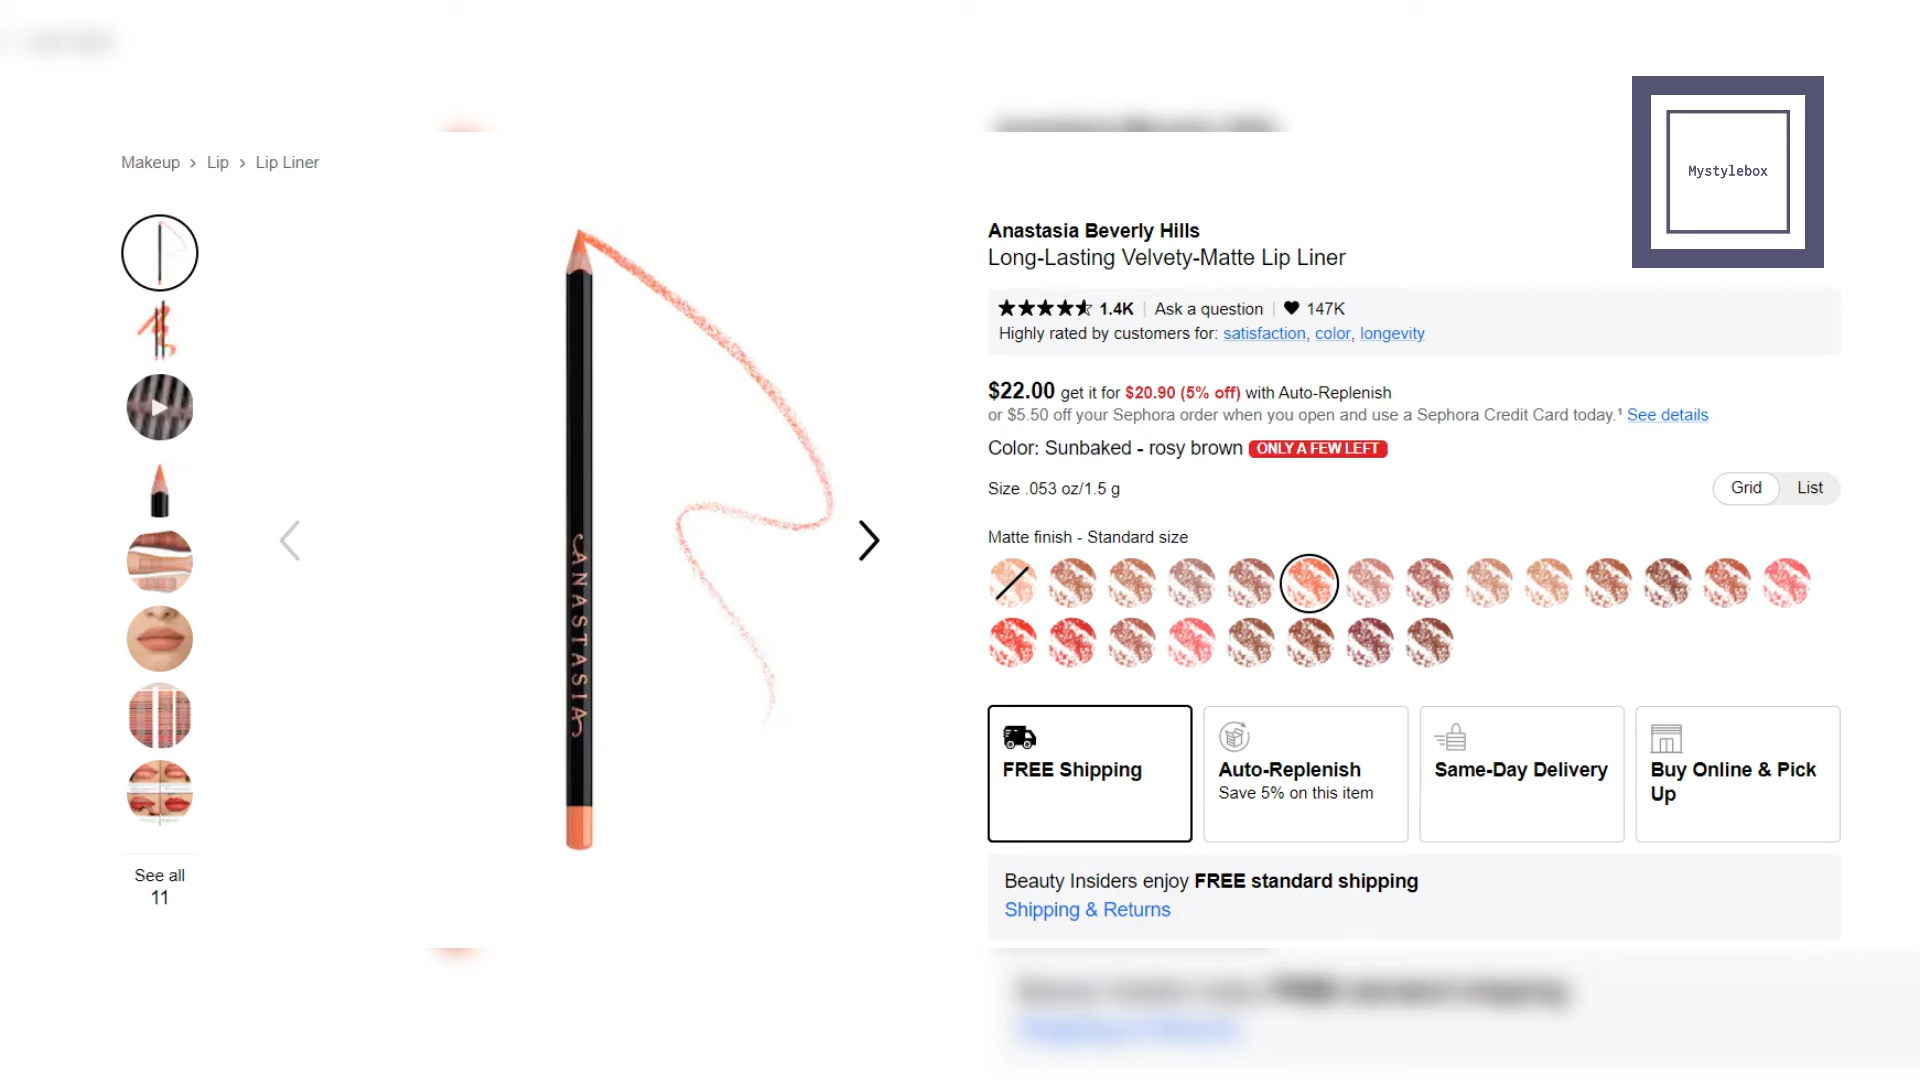 Makeup > Lip > Lip Liner
Mystylebox
Anastasia Beverly Hills
Long-Lasting Velvety-Matte Lip Liner
1.4K | Ask a question | 147K
Highly rated by customers for: satisfaction, color, longevity
$22.00 get it for $20.90 (5% off) with Auto-Replenish
or $5.50 off your Sephora order when you open and use a Sephora Credit Card today.¹ See details
Color: Sunbaked - rosy brown ONLY A FEW LEFT
Size .053 oz/1.5 g
Grid List
Matte finish - Standard size
ANASTASIA
FREE Shipping
Auto-Replenish
Save 5% on this item
Same-Day Delivery
Buy Online & Pick
Up
See all
11
Beauty Insiders enjoy FREE standard shipping
Shipping & Returns